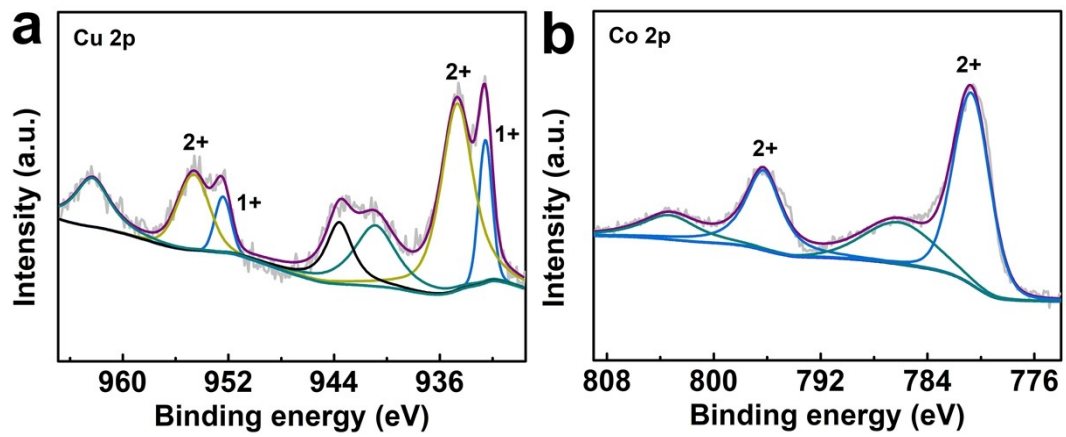 a
Cu 2p
2+
1+
2+
1+
Intensity (a.u.)
960 952 944 936
Binding energy (eV)
b
Co 2p
2+
2+
Intensity (a.u.)
808 800 792 784 776
Binding energy (eV)